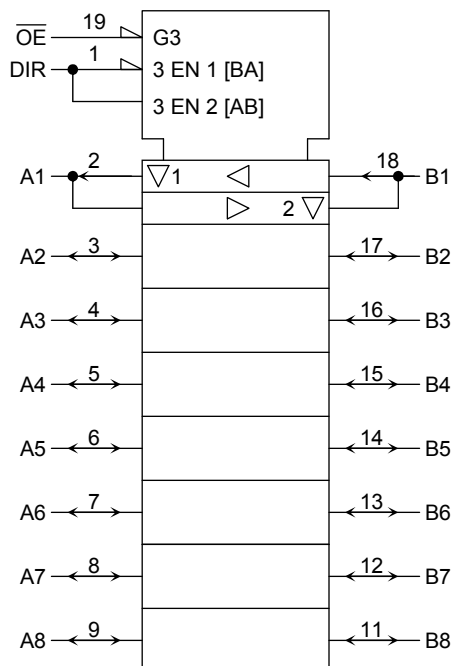 19
O̅E̅ G3
1
DIR 3 EN 1 [BA]
3 EN 2 [AB]
2 18
A1 1 B1
2
3 17
A2 B2
4 16
A3 B3
5 15
A4 B4
6 14
A5 B5
7 13
A6 B6
8 12
A7 B7
9 11
A8 B8